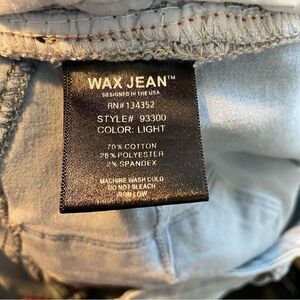 WAX JEAN™
DESIGNED IN THE USA
RN# 134352
STYLE# 93300
COLOR: LIGHT
70% COTTON
28% POLYESTER
2% SPANDEX
MACHINE WASH COLD
DO NOT BLEACH
IRON LOW